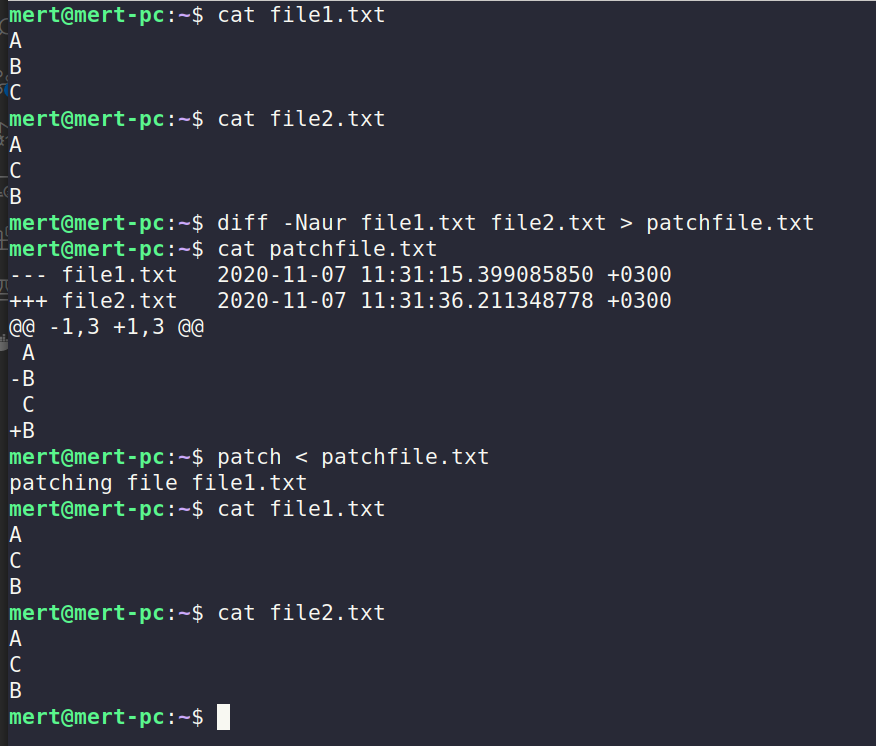 mert@mert-pc:~$ cat file1.txt
A
B
C
mert@mert-pc:~$ cat file2.txt
A
C
B
mert@mert-pc:~$ diff -Naur file1.txt file2.txt > patchfile.txt
mert@mert-pc:~$ cat patchfile.txt
--- file1.txt   2020-11-07 11:31:15.399085850 +0300
+++ file2.txt   2020-11-07 11:31:36.211348778 +0300
@@ -1,3 +1,3 @@
 A
-B
 C
+B
mert@mert-pc:~$ patch < patchfile.txt
patching file file1.txt
mert@mert-pc:~$ cat file1.txt
A
C
B
mert@mert-pc:~$ cat file2.txt
A
C
B
mert@mert-pc:~$